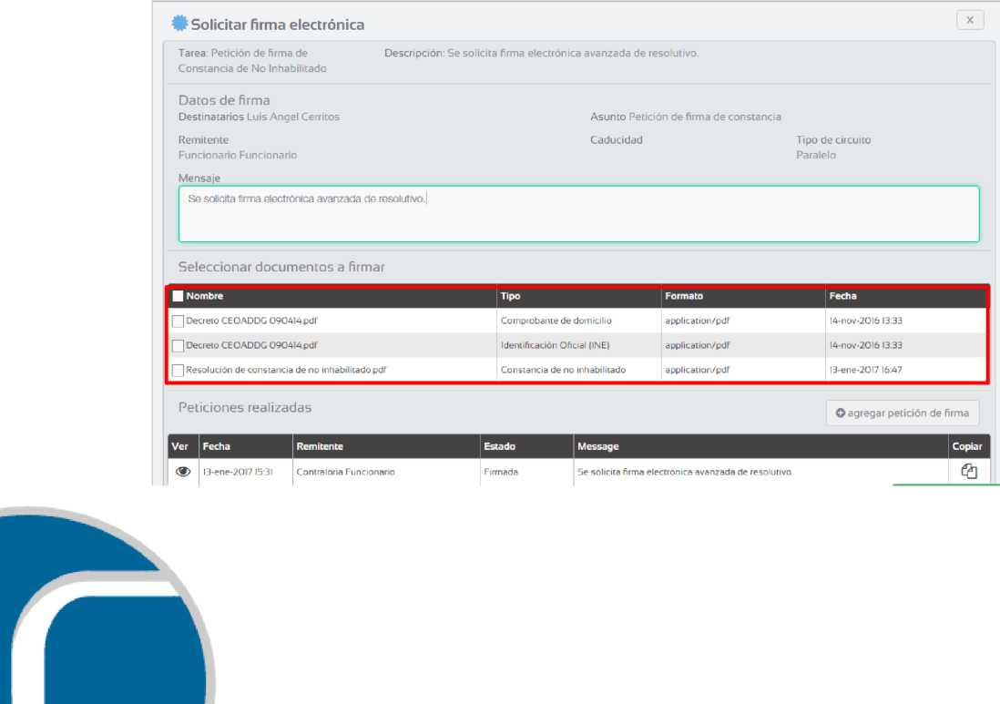 Solicitar firma electrónica
x
Tarea: Petición de firma de Constancia de No Inhabilitado
Descripción: Se solicita firma electrónica avanzada de resolutivo.
Datos de firma
Destinatarios Luis Angel Cerritos
Asunto Petición de firma de constancia
Remitente
Funcionario Funcionario
Caducidad
Tipo de circuito
Paralelo
Mensaje
Se solicita firma electrónica avanzada de resolutivo.
Seleccionar documentos a firmar
Nombre Tipo Formato Fecha
Decreto CEOADDG 090414.pdf Comprobante de domicilio application/pdf 14-nov-2016 13:33
Decreto CEOADDG 090414.pdf Identificación Oficial (INE) application/pdf 14-nov-2016 13:33
Resolución de constancia de no inhabilitado.pdf Constancia de no inhabilitado application/pdf 13-ene-2017 16:47
Peticiones realizadas
agregar petición de firma
Ver Fecha Remitente Estado Message Copiar
13-ene-2017 15:31 Contraloria Funcionario Firmada Se solicita firma electrónica avanzada de resolutivo.